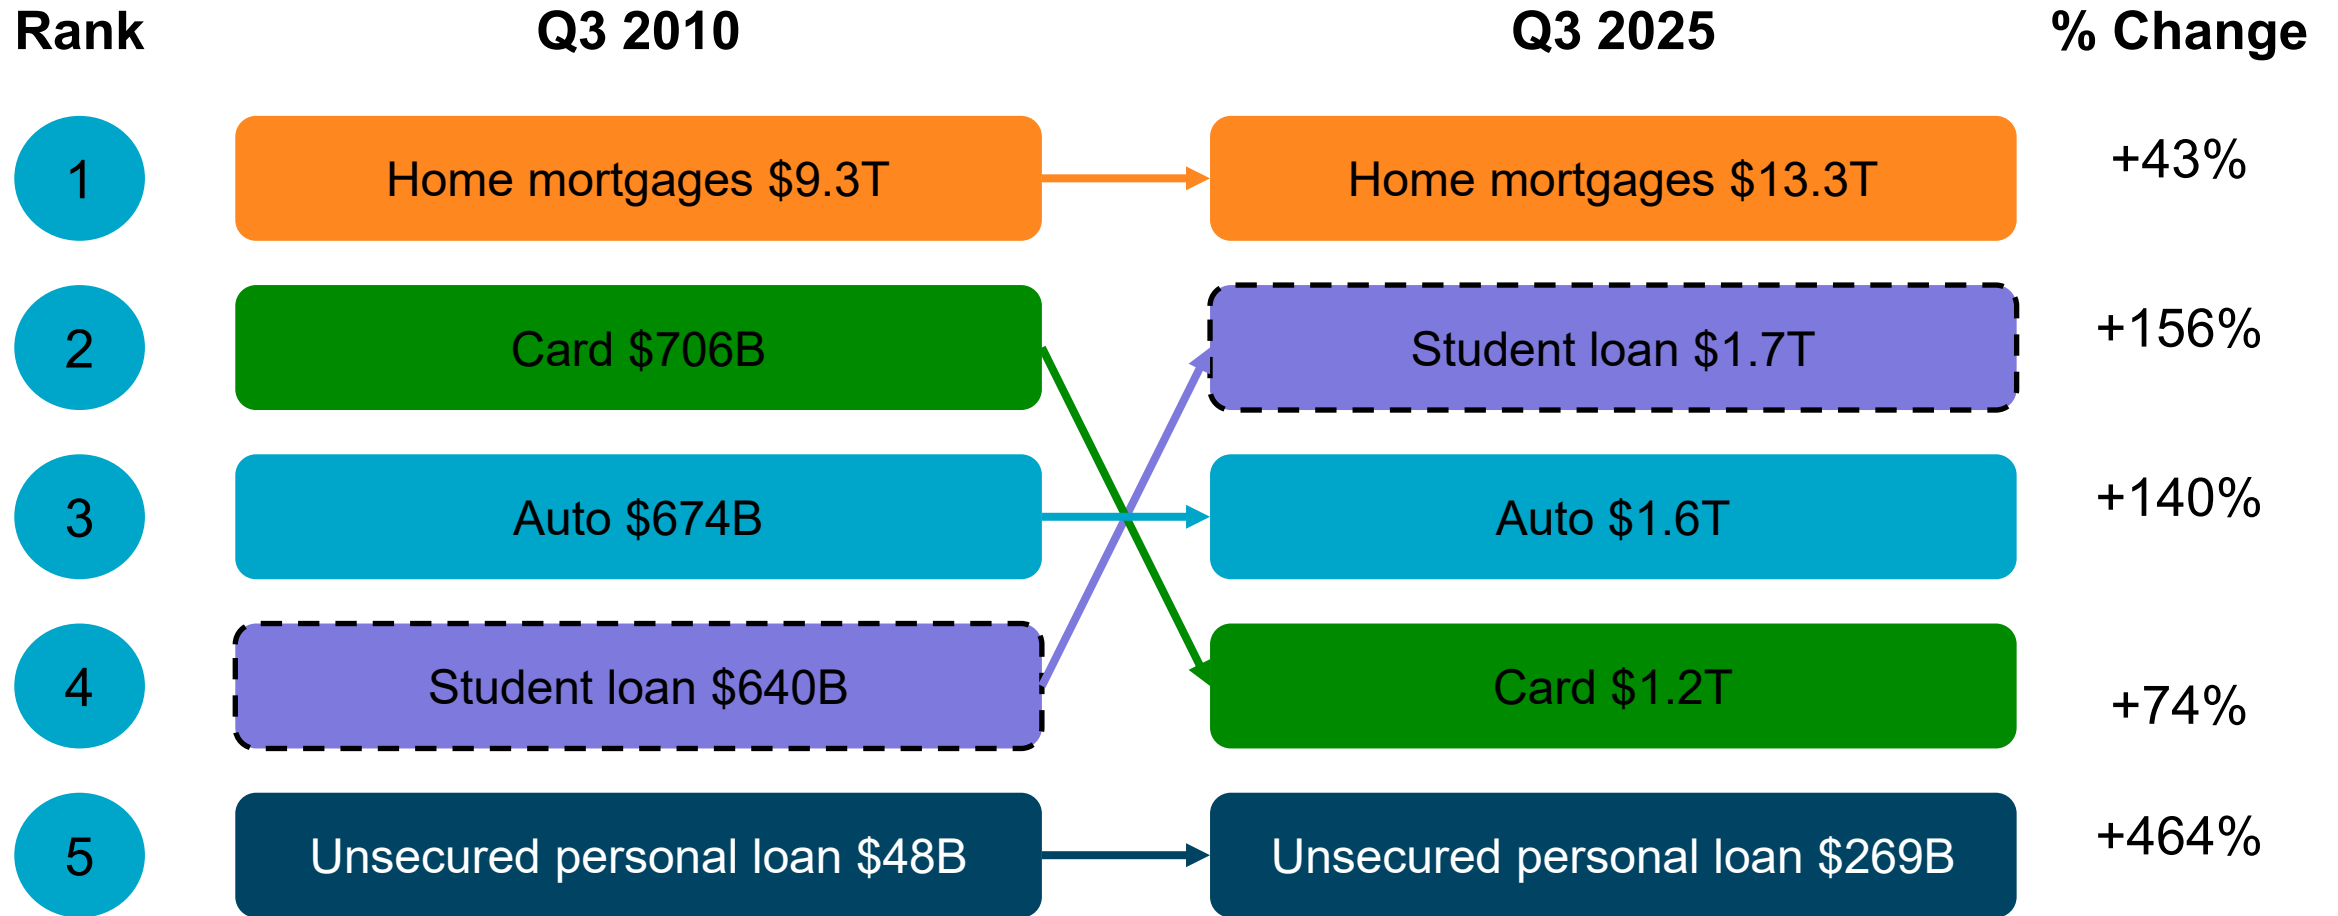 Rank Q3 2010 Q3 2025 % Change
1 Home mortgages $9.3T Home mortgages $13.3T +43%
2 Card $706B Student loan $1.7T +156%
3 Auto $674B Auto $1.6T +140%
4 Student loan $640B Card $1.2T +74%
5 Unsecured personal loan $48B Unsecured personal loan $269B +464%